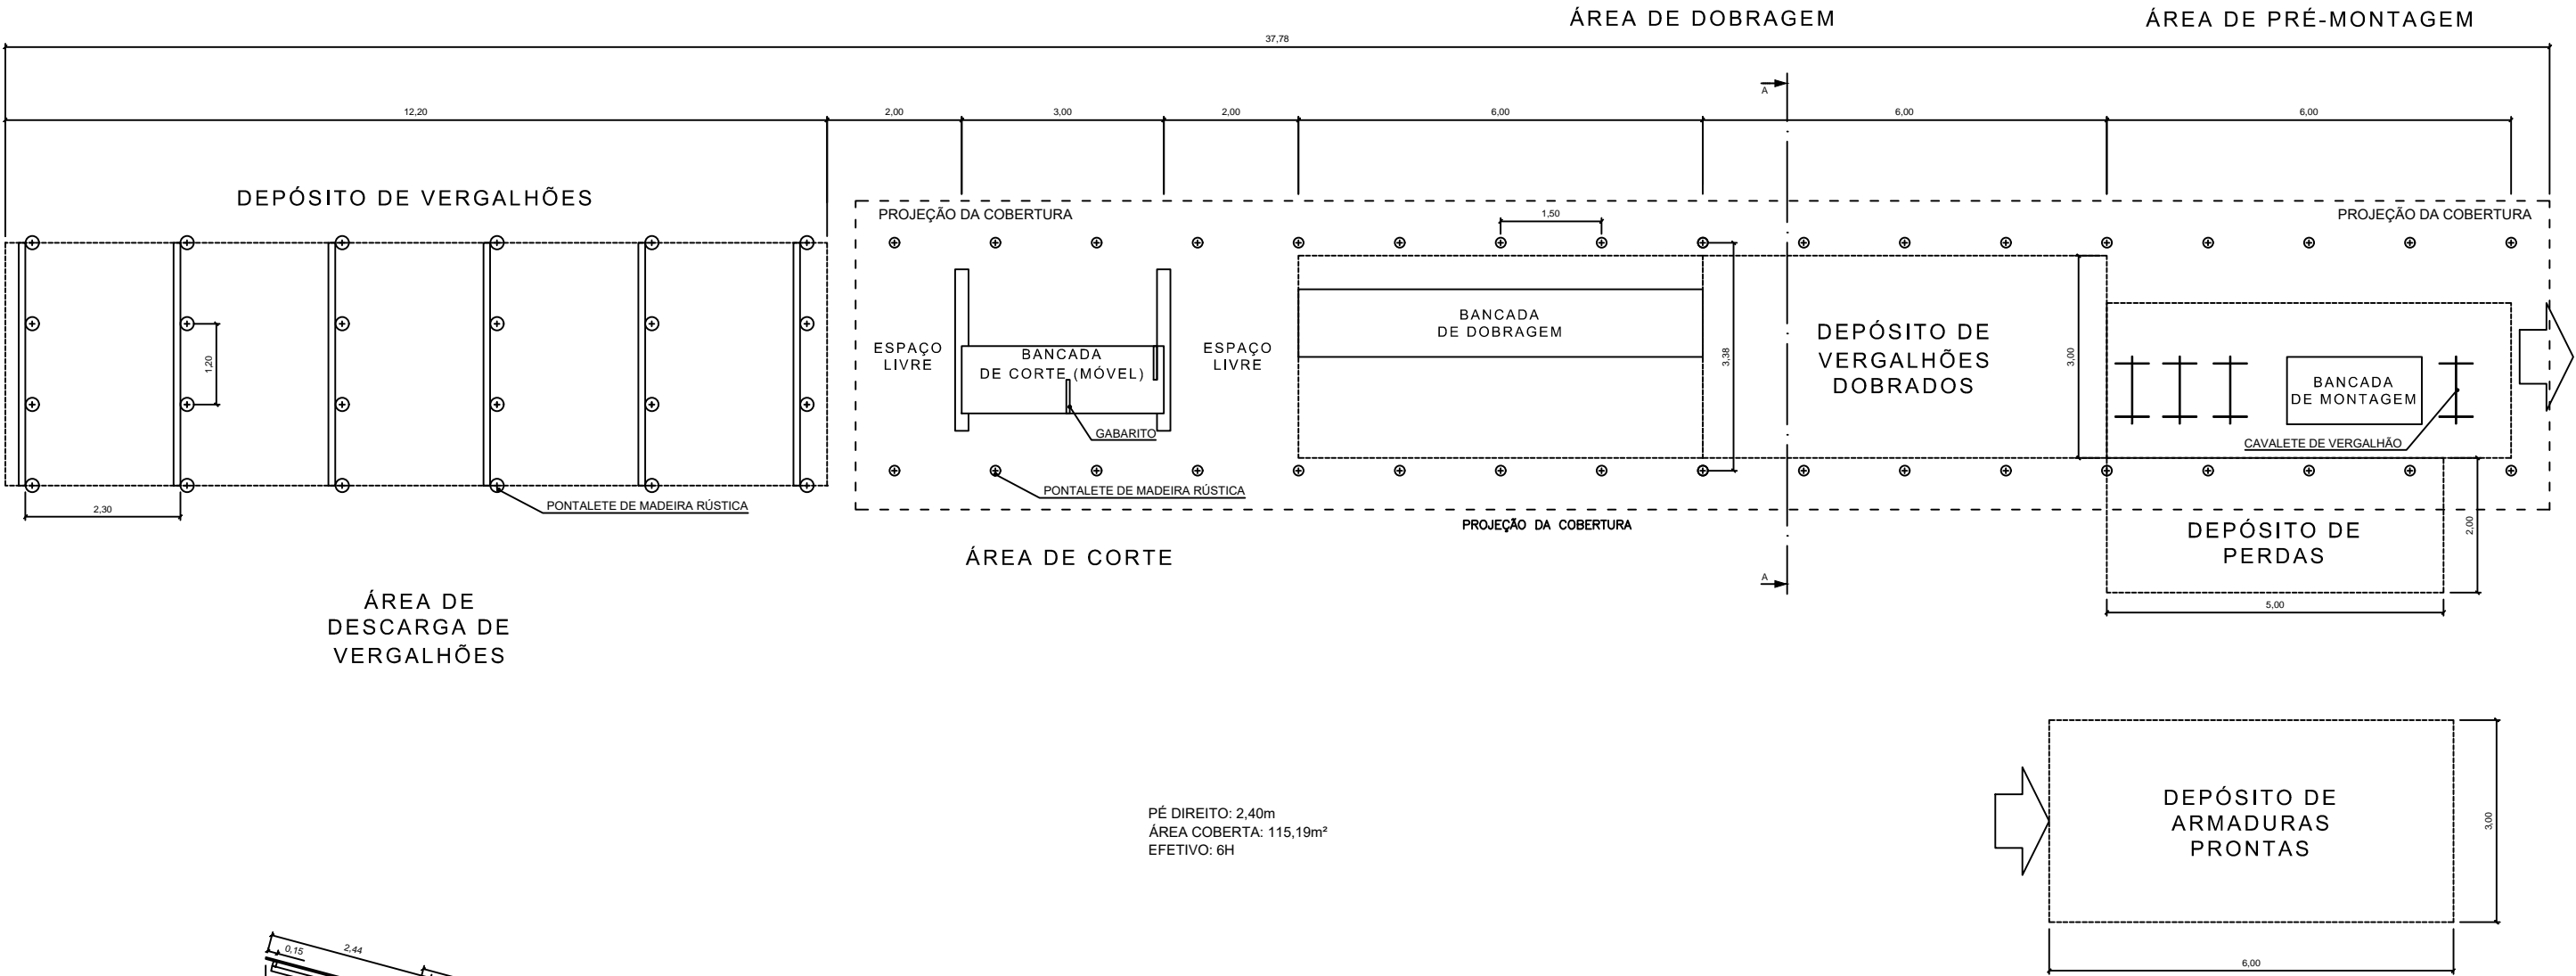 ÁREA DE DOBRAGEM
ÁREA DE PRÉ-MONTAGEM
37,78
A
12,20
2,00
3,00
2,00
6,00
6,00
6,00
DEPÓSITO DE VERGALHÕES
PROJEÇÃO DA COBERTURA
1,50
PROJEÇÃO DA COBERTURA
1,20
ESPAÇO
LIVRE
BANCADA
DE CORTE (MÓVEL)
GABARITO
ESPAÇO
LIVRE
BANCADA
DE DOBRAGEM
3,38
DEPÓSITO DE
VERGALHÕES
DOBRADOS
3,00
BANCADA
DE MONTAGEM
CAVALETE DE VERGALHÃO
2,30
PONTALETE DE MADEIRA RÚSTICA
PONTALETE DE MADEIRA RÚSTICA
PROJEÇÃO DA COBERTURA
DEPÓSITO DE
PERDAS
2,00
5,00
ÁREA DE CORTE
A
ÁREA DE
DESCARGA DE
VERGALHÕES
PÉ DIREITO: 2,40m
ÁREA COBERTA: 115,19m²
EFETIVO: 6H
DEPÓSITO DE
ARMADURAS
PRONTAS
3,00
6,00
0,15
2,44